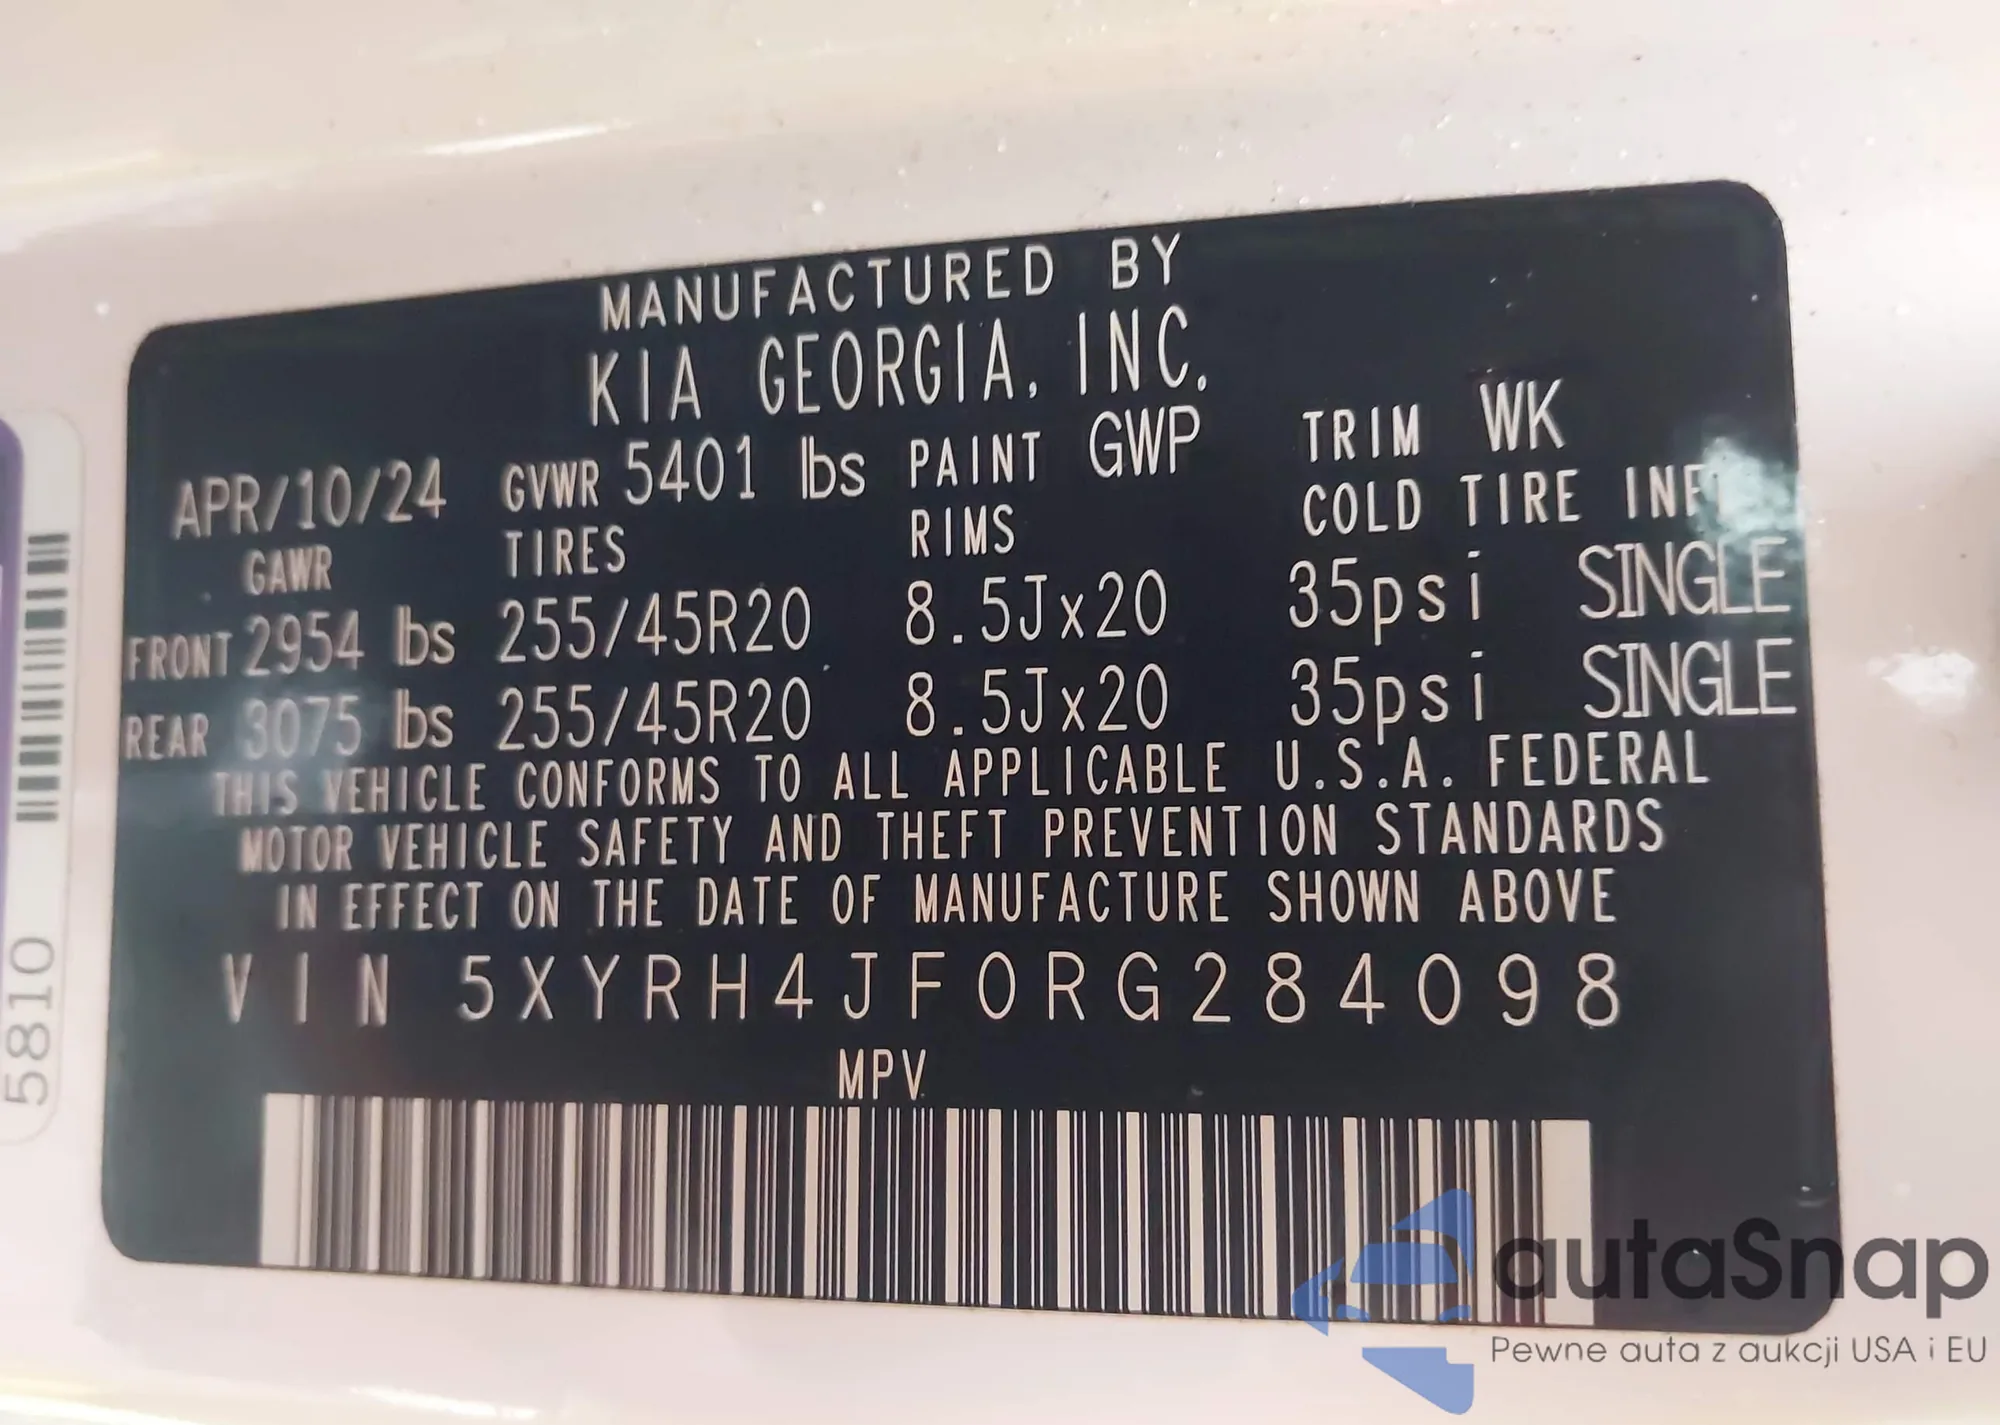 MANUFACTURED BY
KIA GEORGIA, INC.
APR/10/24 GVWR 5401 lbs PAINT GWP TRIM WK
GAWR TIRES RIMS COLD TIRE INF
FRONT 2954 lbs 255/45R20 8.5Jx20 35psi SINGLE
REAR 3075 lbs 255/45R20 8.5Jx20 35psi SINGLE
THIS VEHICLE CONFORMS TO ALL APPLICABLE U.S.A. FEDERAL
MOTOR VEHICLE SAFETY AND THEFT PREVENTION STANDARDS
IN EFFECT ON THE DATE OF MANUFACTURE SHOWN ABOVE
VIN 5XYRH4JF0RG284098
MPV
5810
autaSnap
Pewne auta z aukcji USA i EU